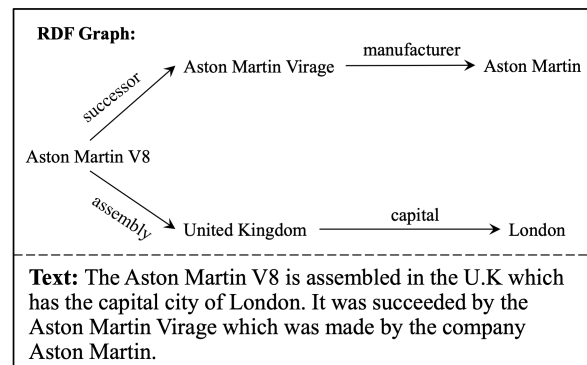 RDF Graph:
manufacturer
Aston Martin Virage
Aston Martin
successor
Aston Martin V8
assembly
capital
United Kingdom
London
Text: The Aston Martin V8 is assembled in the U.K which
has the capital city of London. It was succeeded by the
Aston Martin Virage which was made by the company
Aston Martin.